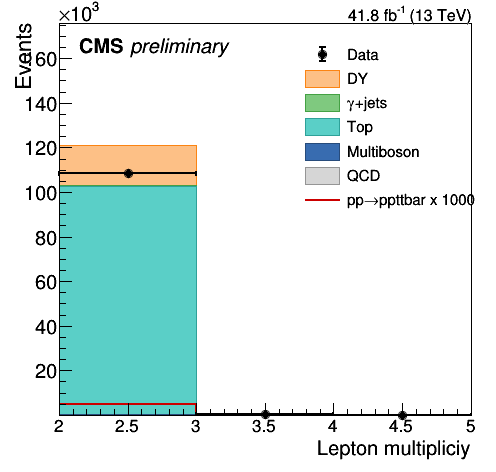 ×10³
41.8 fb⁻¹ (13 TeV)
Events
CMS preliminary
Data
DY
γ+jets
Top
Multiboson
QCD
pp→ppttbar x 1000
160
140
120
100
80
60
40
20
2 2.5 3 3.5 4 4.5 5
Lepton multipliciy